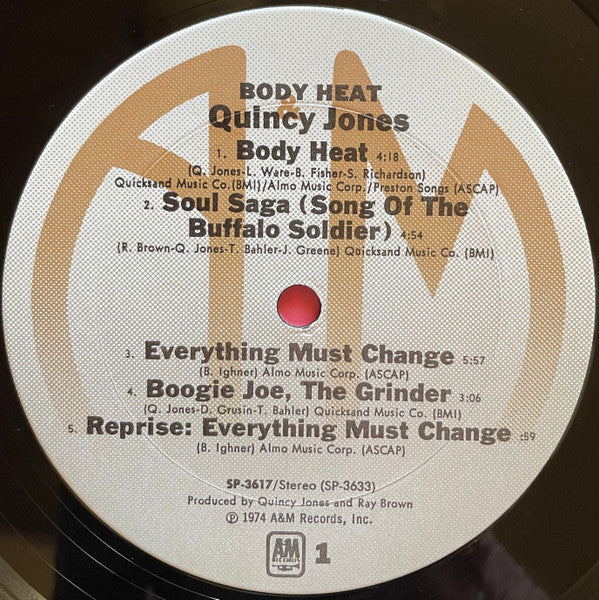 BODY HEAT
Quincy Jones
1. Body Heat 4:18
(Q. Jones-L. Ware-B. Fisher-S. Richardson)
Quicksand Music Co.(BMI)/Almo Music Corp./Preston Songs (ASCAP)
2. Soul Saga (Song Of The
Buffalo Soldier) 4:54
(R. Brown-Q. Jones-T. Bahler-J. Greene) Quicksand Music Co. (BMI)
3. Everything Must Change 5:57
(B. Ighner) Almo Music Corp. (ASCAP)
4. Boogie Joe, The Grinder 3:06
(Q. Jones-D. Grusin-T. Bahler) Quicksand Music Co. (BMI)
5. Reprise: Everything Must Change :59
(B. Ighner) Almo Music Corp. (ASCAP)
SP-3617/Stereo (SP-3633)
Produced by Quincy Jones and Ray Brown
℗ 1974 A&M Records, Inc.
A&M RECORDS 1
A&M